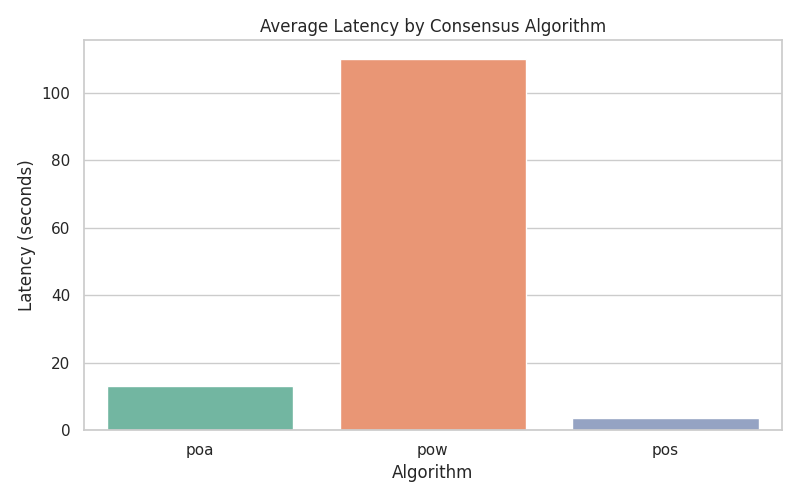 Average Latency by Consensus Algorithm
Latency (seconds)
100
80
60
40
20
0
poa
pow
pos
Algorithm